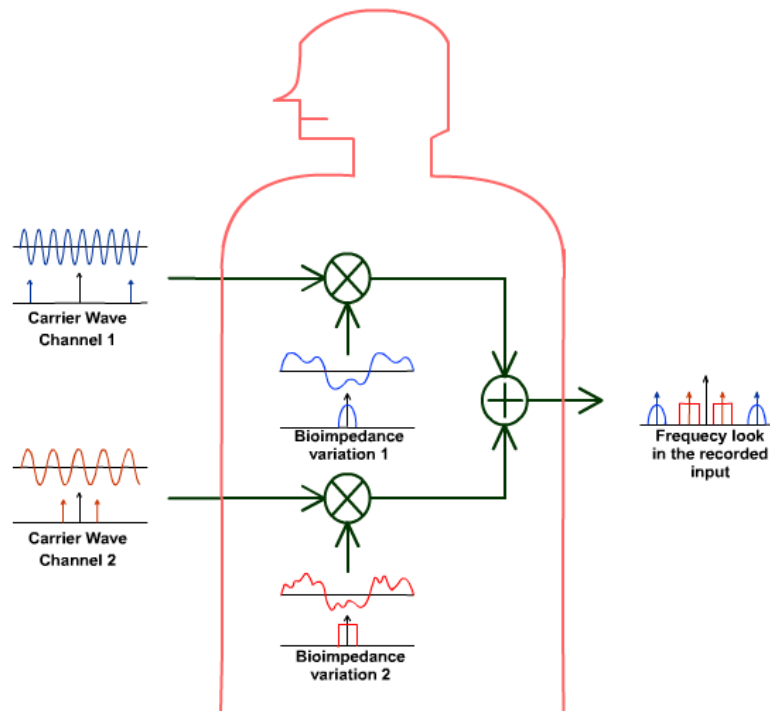 Carrier Wave
Channel 1
Bioimpedance
variation 1
Frequecy look
in the recorded
input
Carrier Wave
Channel 2
Bioimpedance
variation 2